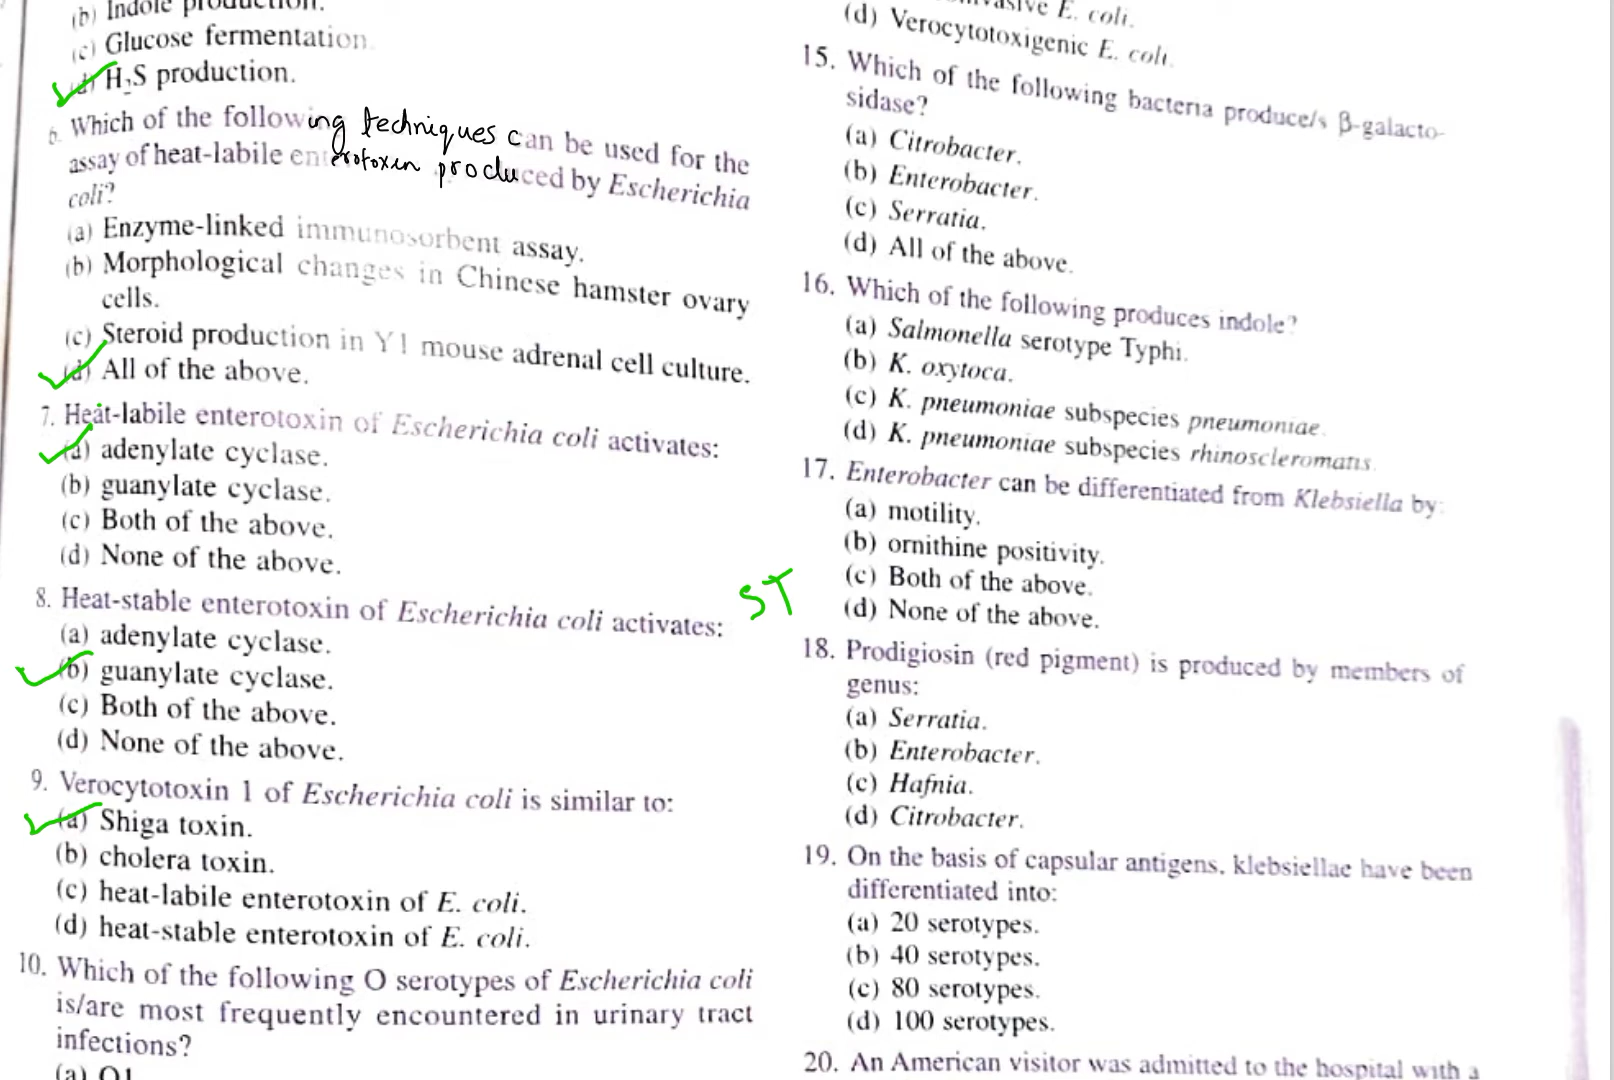 (b) Indole production.
(c) Glucose fermentation.
(d) H₂S production.
6. Which of the following techniques can be used for the
assay of heat-labile enterotoxin produced by Escherichia
coli?
(a) Enzyme-linked immunosorbent assay.
(b) Morphological changes in Chinese hamster ovary
cells.
(c) Steroid production in Y1 mouse adrenal cell culture.
(d) All of the above.
7. Heat-labile enterotoxin of Escherichia coli activates:
(a) adenylate cyclase.
(b) guanylate cyclase.
(c) Both of the above.
(d) None of the above.
8. Heat-stable enterotoxin of Escherichia coli activates:
ST
(a) adenylate cyclase.
(b) guanylate cyclase.
(c) Both of the above.
(d) None of the above.
9. Verocytotoxin 1 of Escherichia coli is similar to:
(a) Shiga toxin.
(b) cholera toxin.
(c) heat-labile enterotoxin of E. coli.
(d) heat-stable enterotoxin of E. coli.
10. Which of the following O serotypes of Escherichia coli
is/are most frequently encountered in urinary tract
infections?
(a) O1
E. coli.
(d) Verocytotoxigenic E. coli.
15. Which of the following bacteria produce/s β-galacto-
sidase?
(a) Citrobacter.
(b) Enterobacter.
(c) Serratia.
(d) All of the above.
16. Which of the following produces indole?
(a) Salmonella serotype Typhi.
(b) K. oxytoca.
(c) K. pneumoniae subspecies pneumoniae.
(d) K. pneumoniae subspecies rhinoscleromatis.
17. Enterobacter can be differentiated from Klebsiella by:
(a) motility.
(b) ornithine positivity.
(c) Both of the above.
(d) None of the above.
18. Prodigiosin (red pigment) is produced by members of
genus:
(a) Serratia.
(b) Enterobacter.
(c) Hafnia.
(d) Citrobacter.
19. On the basis of capsular antigens, klebsiellae have been
differentiated into:
(a) 20 serotypes.
(b) 40 serotypes.
(c) 80 serotypes.
(d) 100 serotypes.
20. An American visitor was admitted to the hospital with a